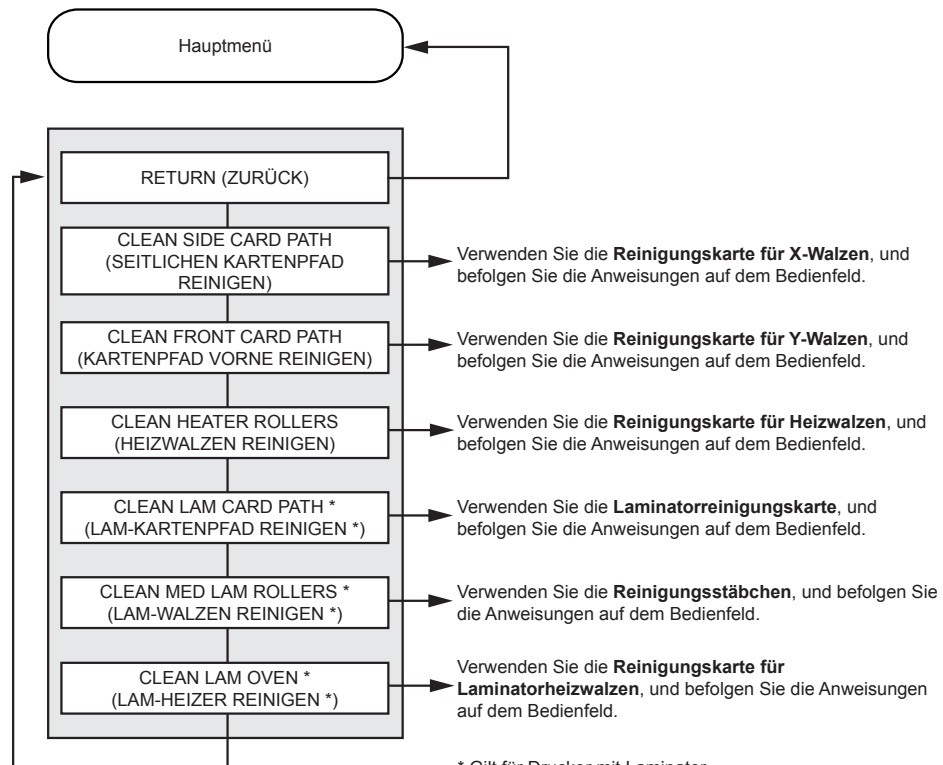 Hauptmenü
RETURN (ZURÜCK)
CLEAN SIDE CARD PATH
(SEITLICHEN KARTENPFAD
REINIGEN)
Verwenden Sie die Reinigungskarte für X-Walzen, und
befolgen Sie die Anweisungen auf dem Bedienfeld.
CLEAN FRONT CARD PATH
(KARTENPFAD VORNE REINIGEN)
Verwenden Sie die Reinigungskarte für Y-Walzen, und
befolgen Sie die Anweisungen auf dem Bedienfeld.
CLEAN HEATER ROLLERS
(HEIZWALZEN REINIGEN)
Verwenden Sie die Reinigungskarte für Heizwalzen, und
befolgen Sie die Anweisungen auf dem Bedienfeld.
CLEAN LAM CARD PATH *
(LAM-KARTENPFAD REINIGEN *)
Verwenden Sie die Laminatorreinigungskarte, und
befolgen Sie die Anweisungen auf dem Bedienfeld.
CLEAN MED LAM ROLLERS *
(LAM-WALZEN REINIGEN *)
Verwenden Sie die Reinigungsstäbchen, und befolgen Sie
die Anweisungen auf dem Bedienfeld.
CLEAN LAM OVEN *
(LAM-HEIZER REINIGEN *)
Verwenden Sie die Reinigungskarte für
Laminatorheizwalzen, und befolgen Sie die Anweisungen
auf dem Bedienfeld.
* Gilt für Drucker mit Laminator